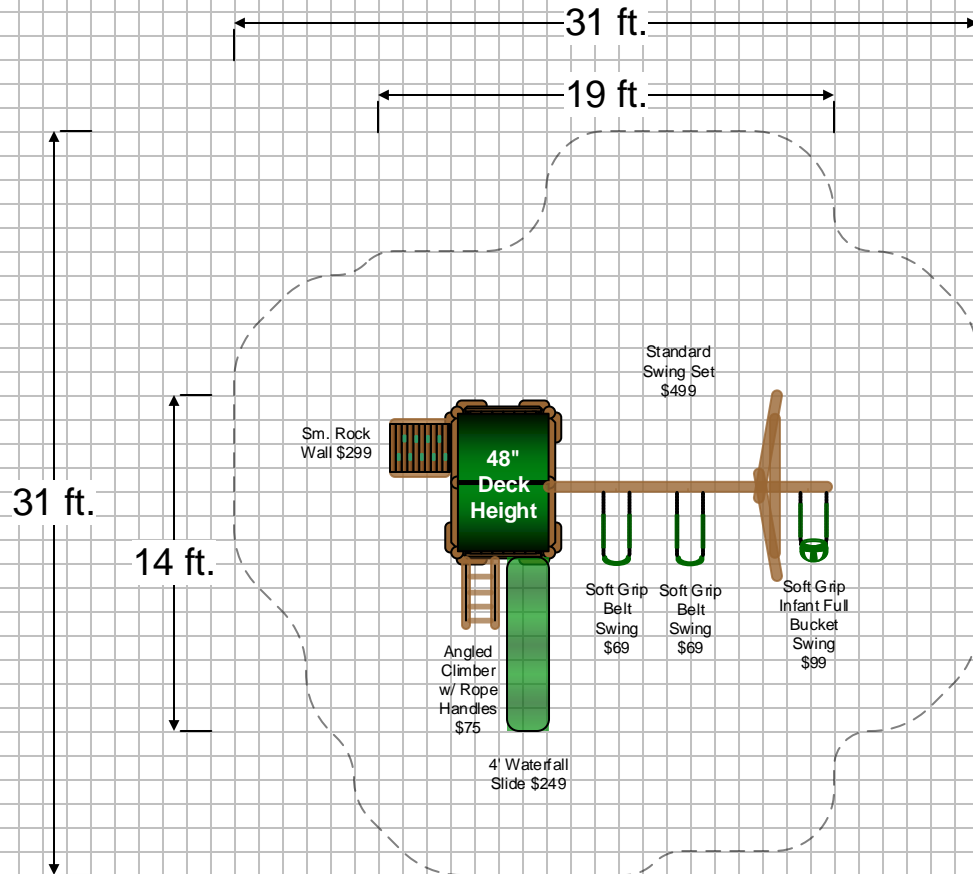 31 ft.
19 ft.
Standard
Swing Set
$499
Sm. Rock
Wall $299
48"
Deck
Height
31 ft.
14 ft.
Soft Grip
Belt
Swing
$69
Soft Grip
Belt
Swing
$69
Soft Grip
Infant Full
Bucket
Swing
$99
Angled
Climber
w/ Rope
Handles
$75
4' Waterfall
Slide $249